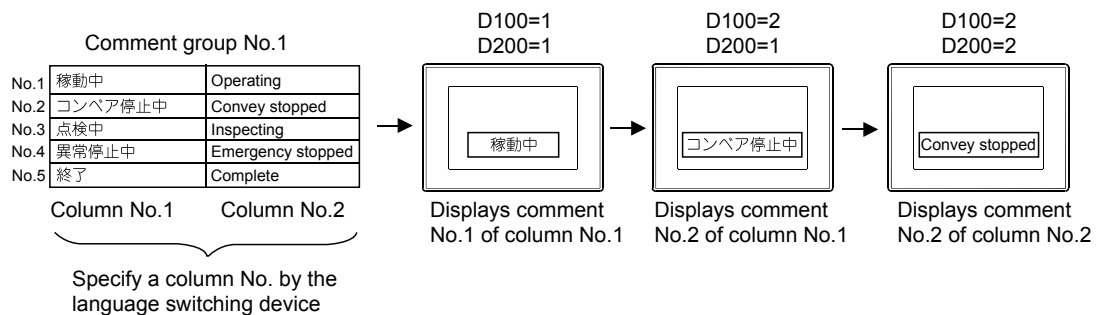 Comment group No.1
No.1 稼動中 Operating
No.2 コンペア停止中 Convey stopped
No.3 点検中 Inspecting
No.4 異常停止中 Emergency stopped
No.5 終了 Complete
Column No.1 Column No.2
Specify a column No. by the
language switching device
D100=1
D200=1
稼動中
Displays comment
No.1 of column No.1
D100=2
D200=1
コンペア停止中
Displays comment
No.2 of column No.1
D100=2
D200=2
Convey stopped
Displays comment
No.2 of column No.2